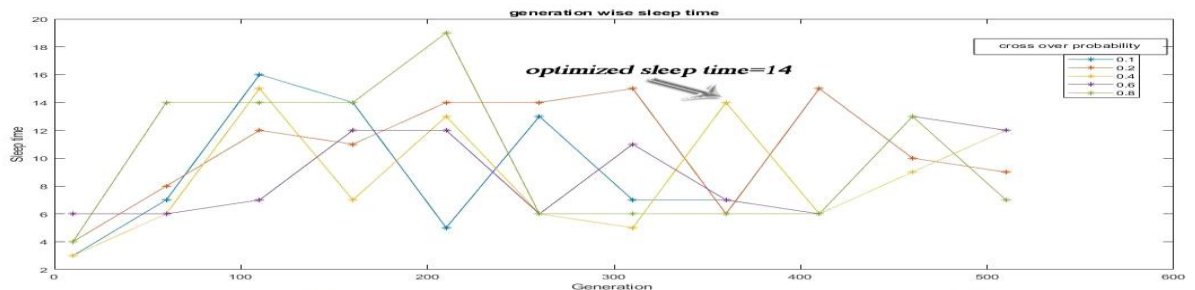 generation wise sleep time
20
18
16
14
12
10
8
6
4
2
Sleep time
optimized sleep time=14
cross over probability
0.1
0.2
0.4
0.6
0.8
0 100 200 300 400 500 600
Generation